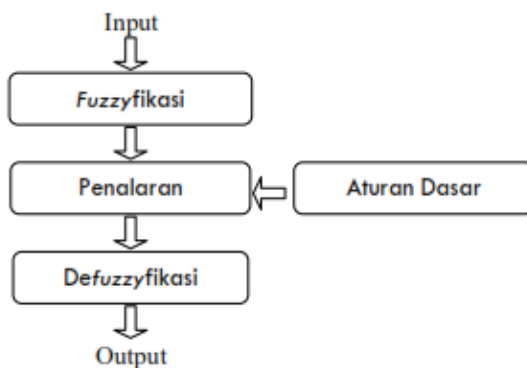 Input
Fuzzyfikasi
Penalaran
Aturan Dasar
Defuzzyfikasi
Output